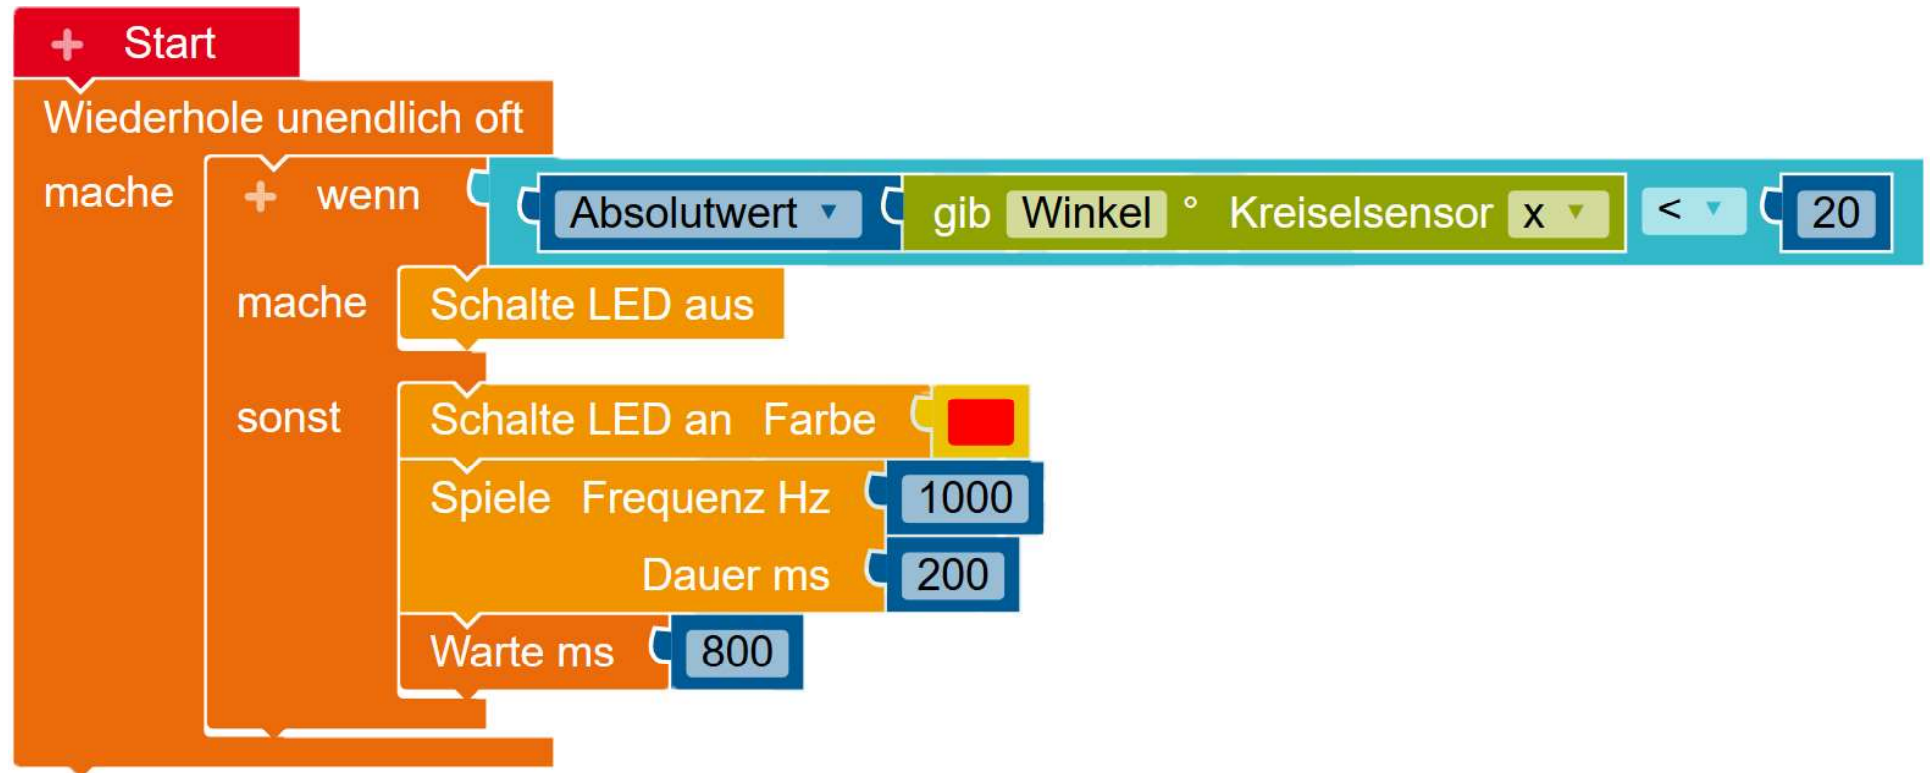 + Start
Wiederhole unendlich oft
mache + wenn Absolutwert gib Winkel ° Kreiselsensor x < 20
mache Schalte LED aus
sonst Schalte LED an Farbe
Spiele Frequenz Hz 1000
Dauer ms 200
Warte ms 800